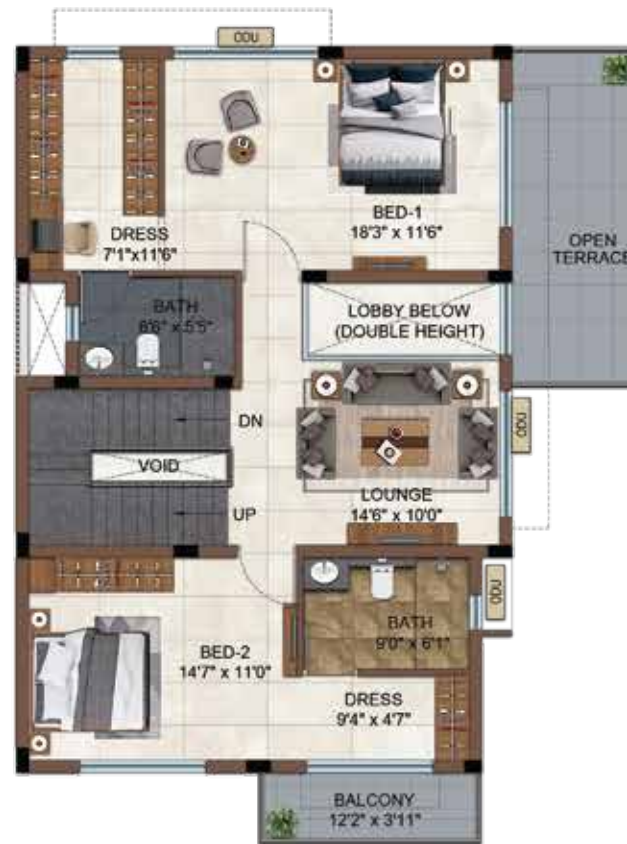 ODU
BED-1
18'3" x 11'6"
DRESS
7'1"x11'6"
OPEN
TERRACE
BATH
8'6" x 5'5"
LOBBY BELOW
(DOUBLE HEIGHT)
DN
ODU
VOID
LOUNGE
14'6" x 10'0"
UP
ODU
BATH
9'0" x 6'1"
BED-2
14'7" x 11'0"
DRESS
9'4" x 4'7"
BALCONY
12'2" x 3'11"